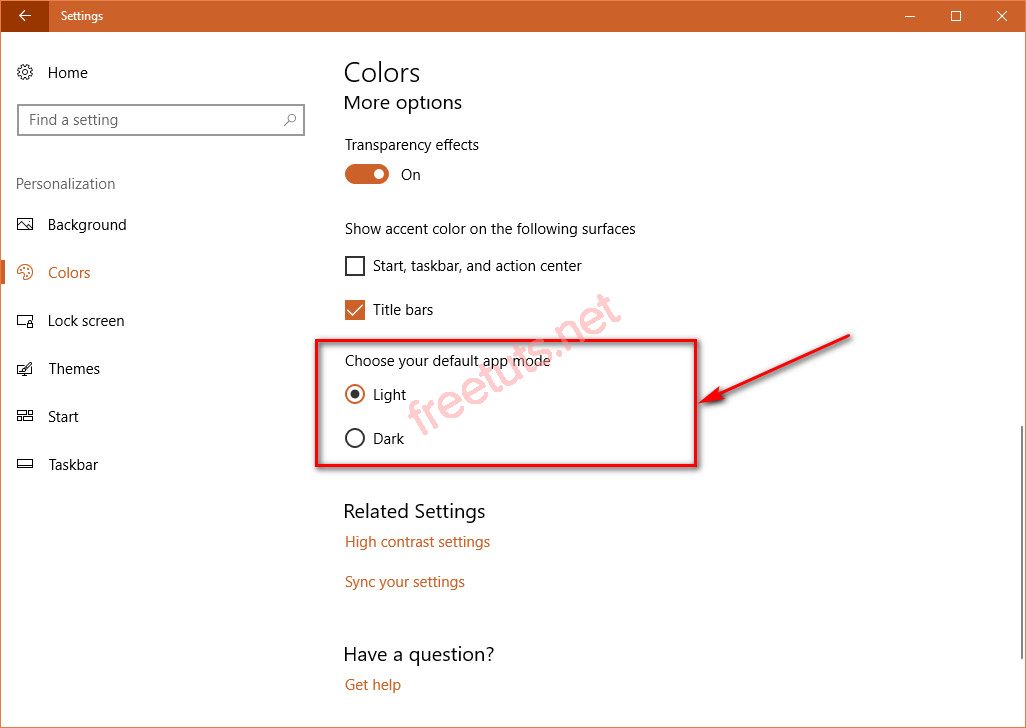 Settings
Home
Find a setting
Personalization
Background
Colors
Lock screen
Themes
Start
Taskbar
Colors
More options
Transparency effects
On
Show accent color on the following surfaces
Start, taskbar, and action center
Title bars
Choose your default app mode
Light
Dark
freetuts.net
Related Settings
High contrast settings
Sync your settings
Have a question?
Get help